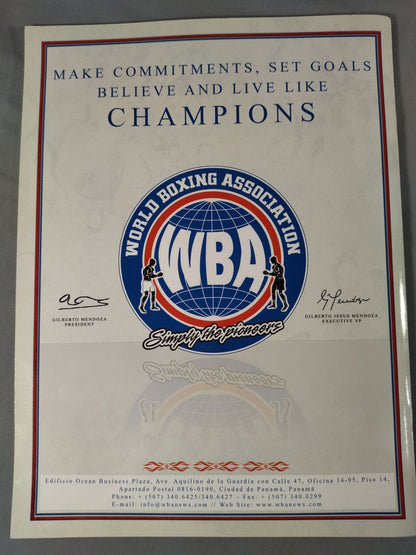 MAKE COMMITMENTS, SET GOALS
BELIEVE AND LIVE LIKE
CHAMPIONS
WORLD BOXING ASSOCIATION
WBA
Simply the pioneers
GILBERTO MENDOZA
PRESIDENT
G. Mendoza
GILBERTO JESUS MENDOZA
EXECUTIVE VP
Edificio Ocean Business Plaza, Ave. Aquilino de la Guardia con Calle 47, Oficina 14-05, Piso 14,
Apartado Postal 0816-0190, Ciudad de Panamá, Panamá
Phone: + (507) 340.6425/340.6427 – Fax: + (507) 340.0299
E-mail: info@wbanews.com // Web Site: www.wbanews.com